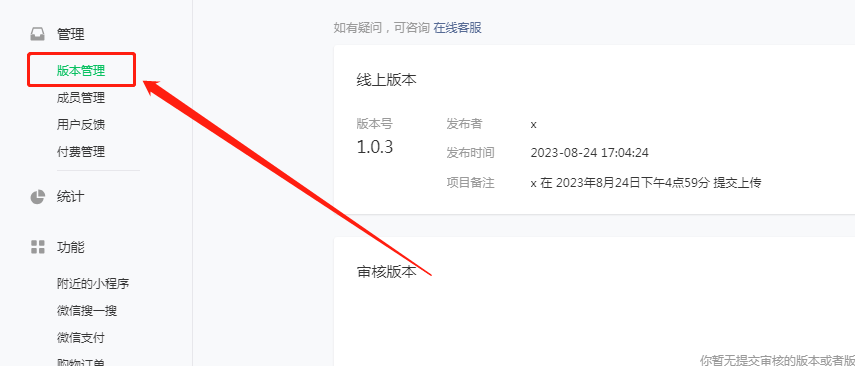 管理
版本管理
成员管理
用户反馈
付费管理
统计
功能
附近的小程序
微信搜一搜
微信支付
购物订单
如有疑问，可咨询 在线客服
线上版本
版本号
1.0.3
发布者 x
发布时间 2023-08-24 17:04:24
项目备注 x 在 2023年8月24日下午4点59分 提交上传
审核版本
你暂无提交审核的版本或者版